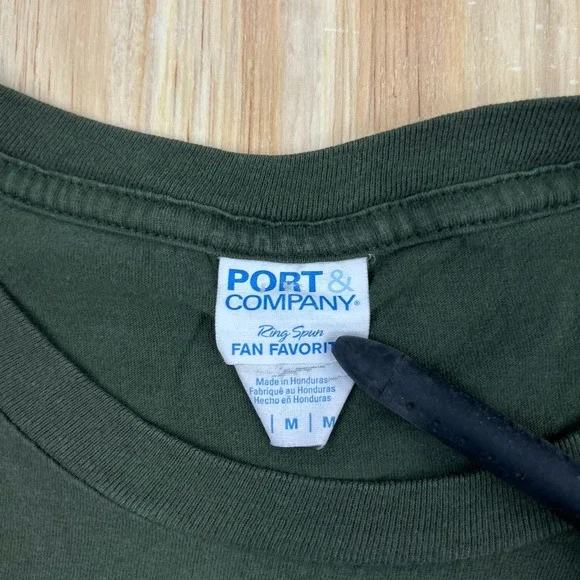 PORT &
COMPANY®
Ring Spun
FAN FAVORIT
Made in Honduras
Fabriqué au Honduras
Hecho en Honduras
| M | M